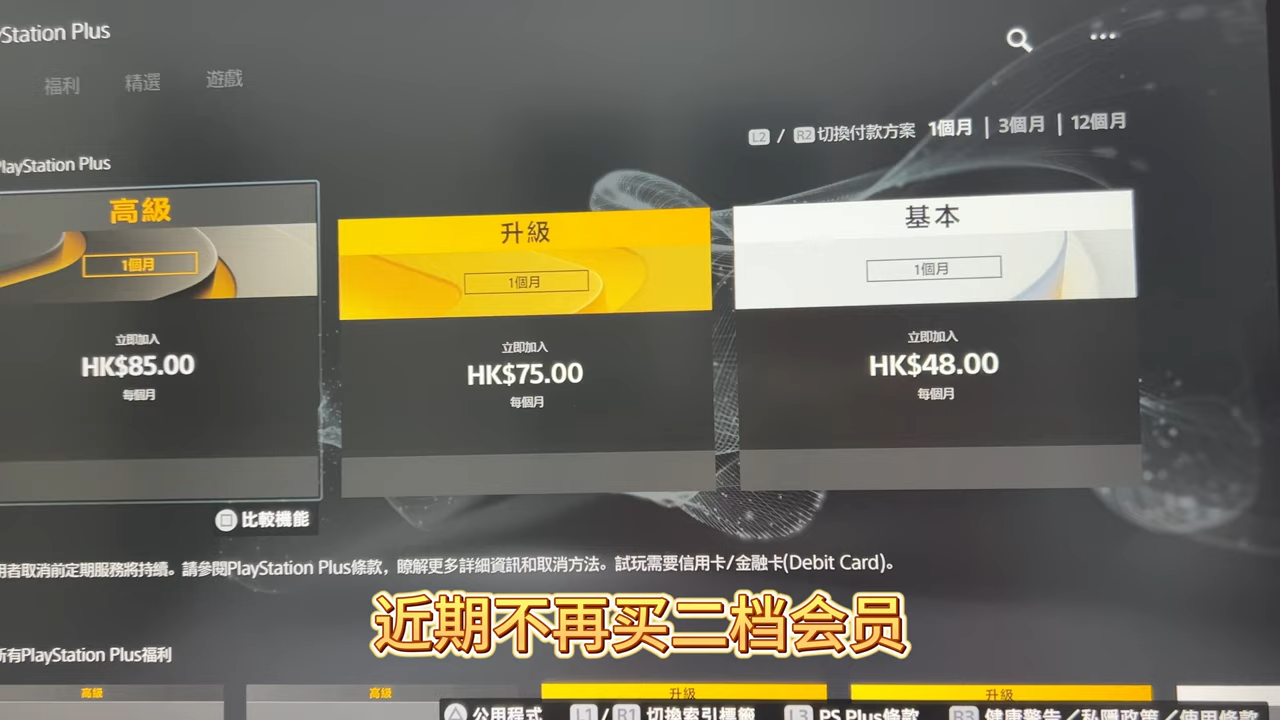 yStation Plus
福利 精選 遊戲
L2 / R2 切換付款方案 1個月 | 3個月 | 12個月
PlayStation Plus
高級
1個月
立即加入
HK$85.00
每個月
升級
1個月
立即加入
HK$75.00
每個月
基本
1個月
立即加入
HK$48.00
每個月
比較機能
用者取消前定期服務將持續。請參閱PlayStation Plus條款，瞭解更多詳細資訊和取消方法。試玩需要信用卡/金融卡(Debit Card)。
近期不再买二档会员
所有PlayStation Plus福利
高級 高級 升級 升級
公用程式 L1/R1 切換索引標籤 L3 PS Plus條款 R3 健康警告／私隱政策／使用條款